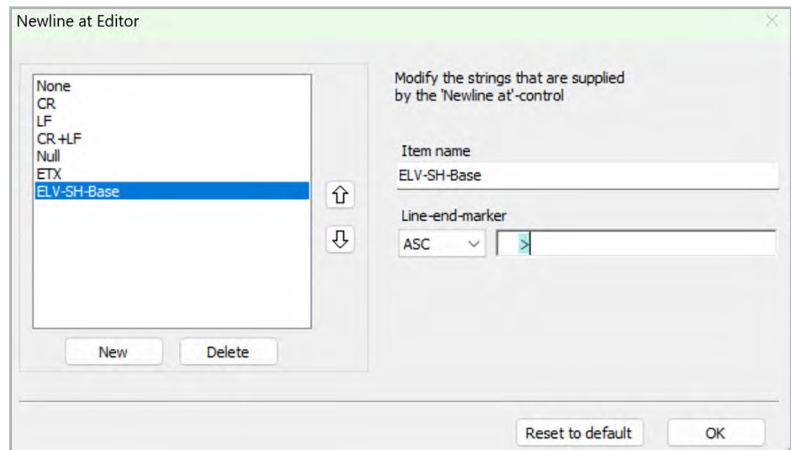 Newline at Editor
None
CR
LF
CR+LF
Null
ETX
ELV-SH-Base
New
Delete
Modify the strings that are supplied
by the 'Newline at'-control
Item name
ELV-SH-Base
Line-end-marker
ASC
>
Reset to default
OK